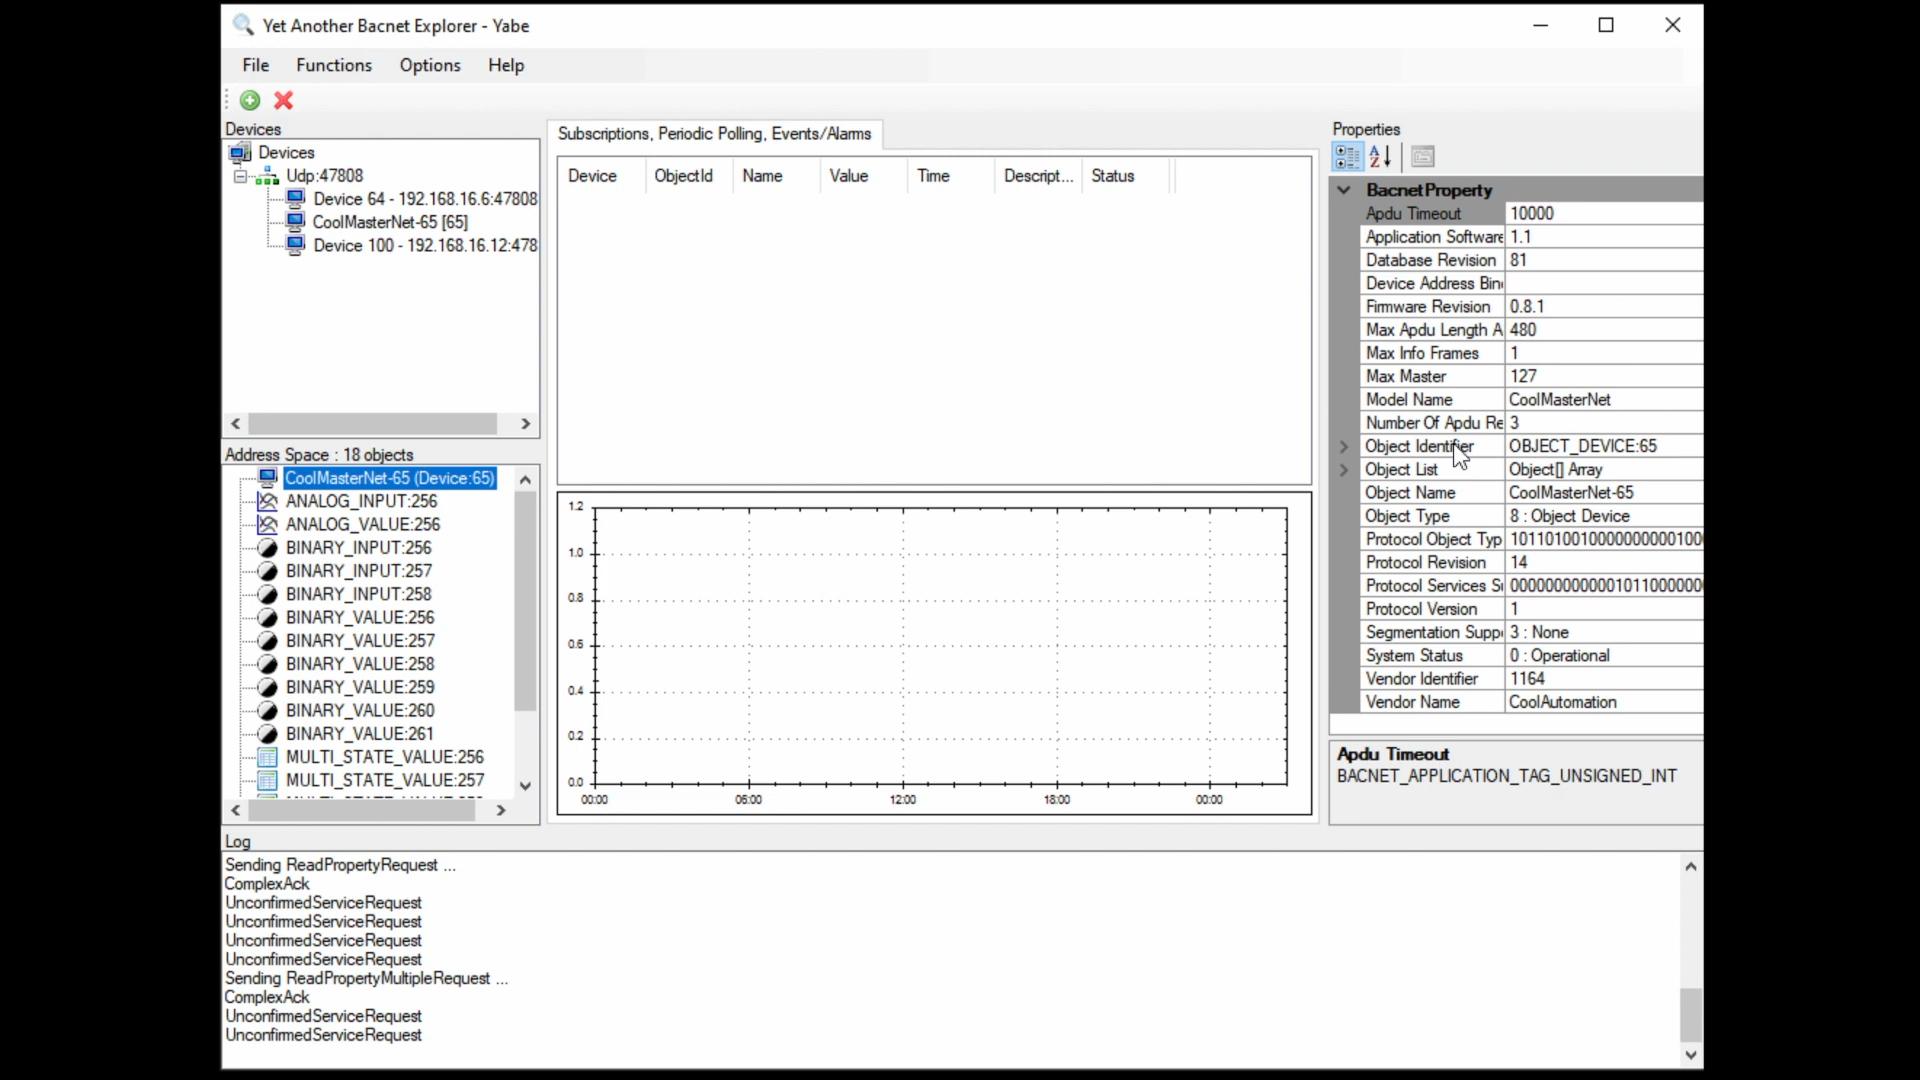 Yet Another Bacnet Explorer - Yabe
File Functions Options Help
Devices
Devices
Udp:47808
Device 64 - 192.168.16.6:47808
CoolMasterNet-65 [65]
Device 100 - 192.168.16.12:478
Address Space : 18 objects
CoolMasterNet-65 (Device:65)
ANALOG_INPUT:256
ANALOG_VALUE:256
BINARY_INPUT:256
BINARY_INPUT:257
BINARY_INPUT:258
BINARY_VALUE:256
BINARY_VALUE:257
BINARY_VALUE:258
BINARY_VALUE:259
BINARY_VALUE:260
BINARY_VALUE:261
MULTI_STATE_VALUE:256
MULTI_STATE_VALUE:257
Subscriptions, Periodic Polling, Events/Alarms
Device ObjectId Name Value Time Descript... Status
1.2
1.0
0.8
0.6
0.4
0.2
0.0
00:00 06:00 12:00 18:00 00:00
Properties
BacnetProperty
Apdu Timeout 10000
Application Software 1.1
Database Revision 81
Device Address Bin
Firmware Revision 0.8.1
Max Apdu Length A 480
Max Info Frames 1
Max Master 127
Model Name CoolMasterNet
Number Of Apdu Re 3
Object Identifier OBJECT_DEVICE:65
Object List Object[] Array
Object Name CoolMasterNet-65
Object Type 8 : Object Device
Protocol Object Typ
Protocol Revision 14
Protocol Services S
Protocol Version 1
Segmentation Supp 3 : None
System Status 0 : Operational
Vendor Identifier 1164
Vendor Name CoolAutomation
Apdu Timeout
BACNET_APPLICATION_TAG_UNSIGNED_INT
Log
Sending ReadPropertyRequest ...
ComplexAck
UnconfirmedServiceRequest
UnconfirmedServiceRequest
UnconfirmedServiceRequest
UnconfirmedServiceRequest
Sending ReadPropertyMultipleRequest ...
ComplexAck
UnconfirmedServiceRequest
UnconfirmedServiceRequest